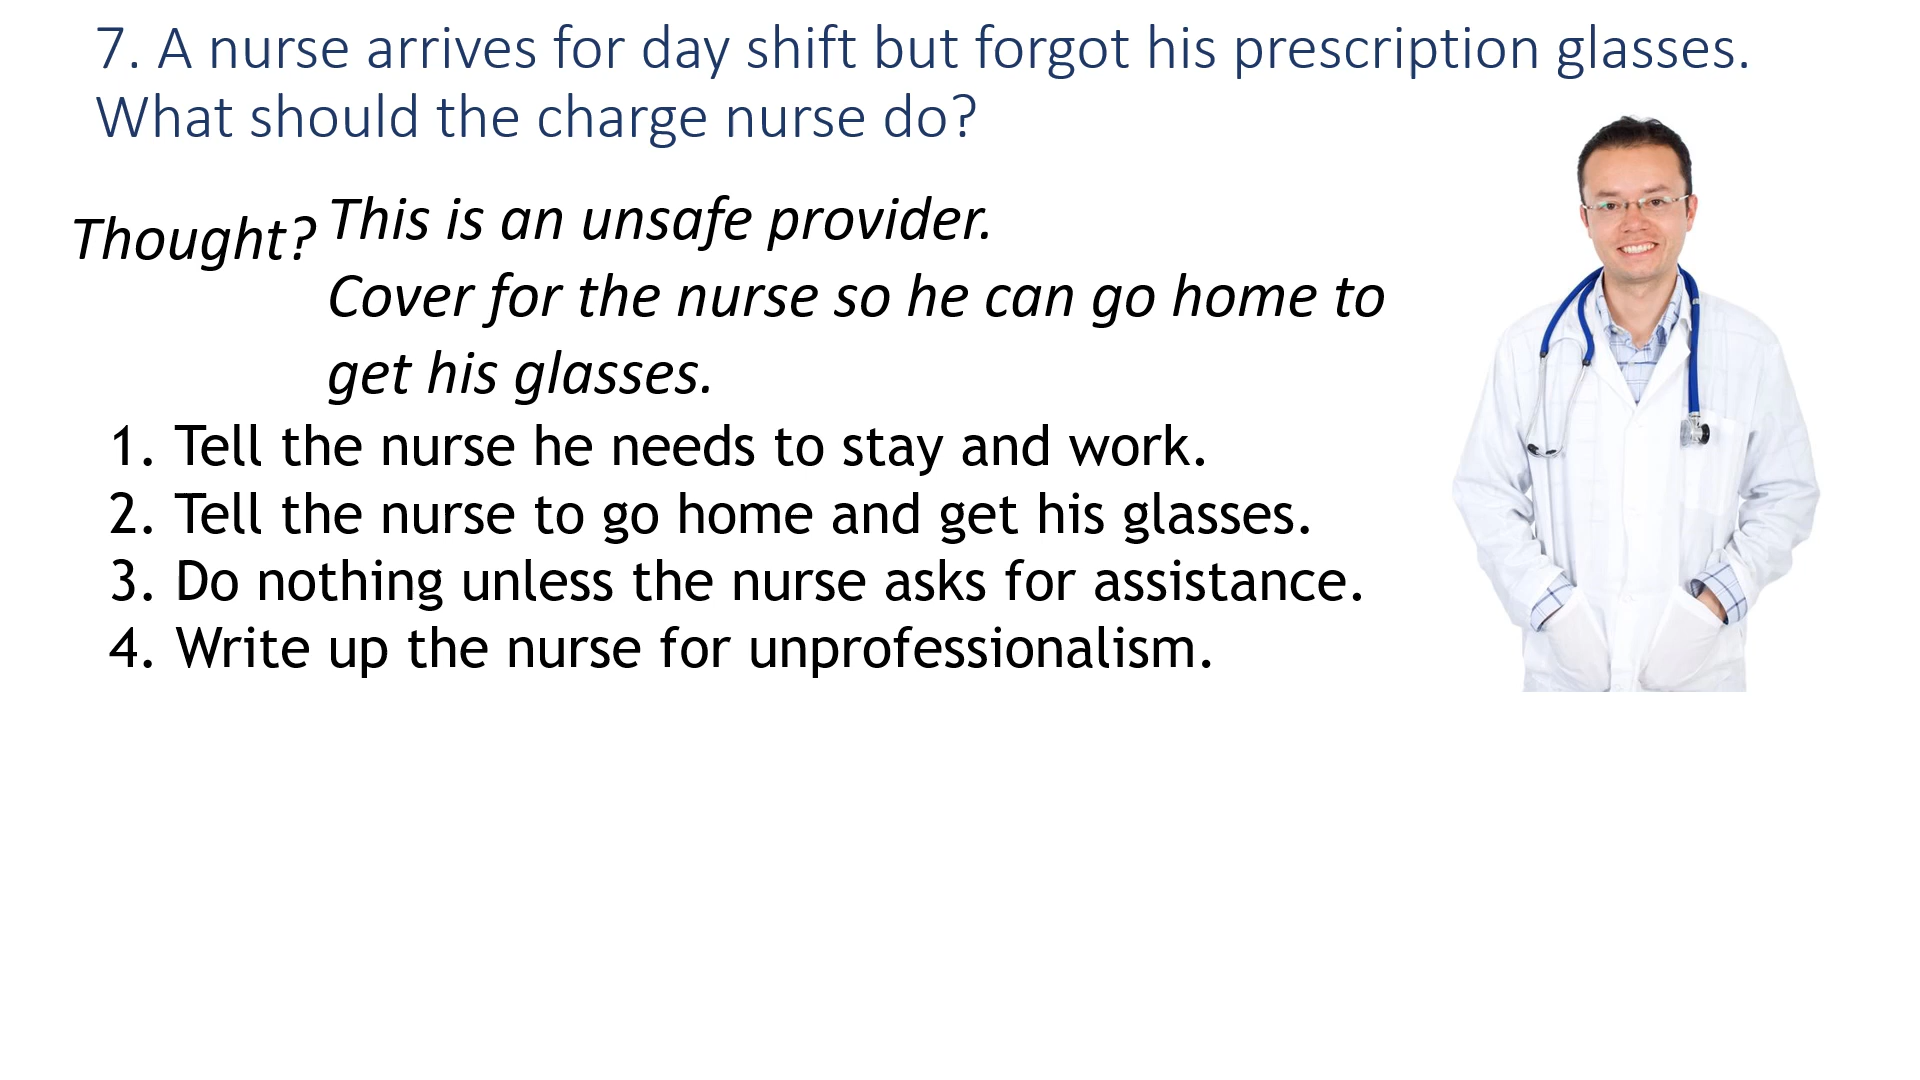 7. A nurse arrives for day shift but forgot his prescription glasses.
What should the charge nurse do?
Thought? This is an unsafe provider.
Cover for the nurse so he can go home to
get his glasses.
1. Tell the nurse he needs to stay and work.
2. Tell the nurse to go home and get his glasses.
3. Do nothing unless the nurse asks for assistance.
4. Write up the nurse for unprofessionalism.